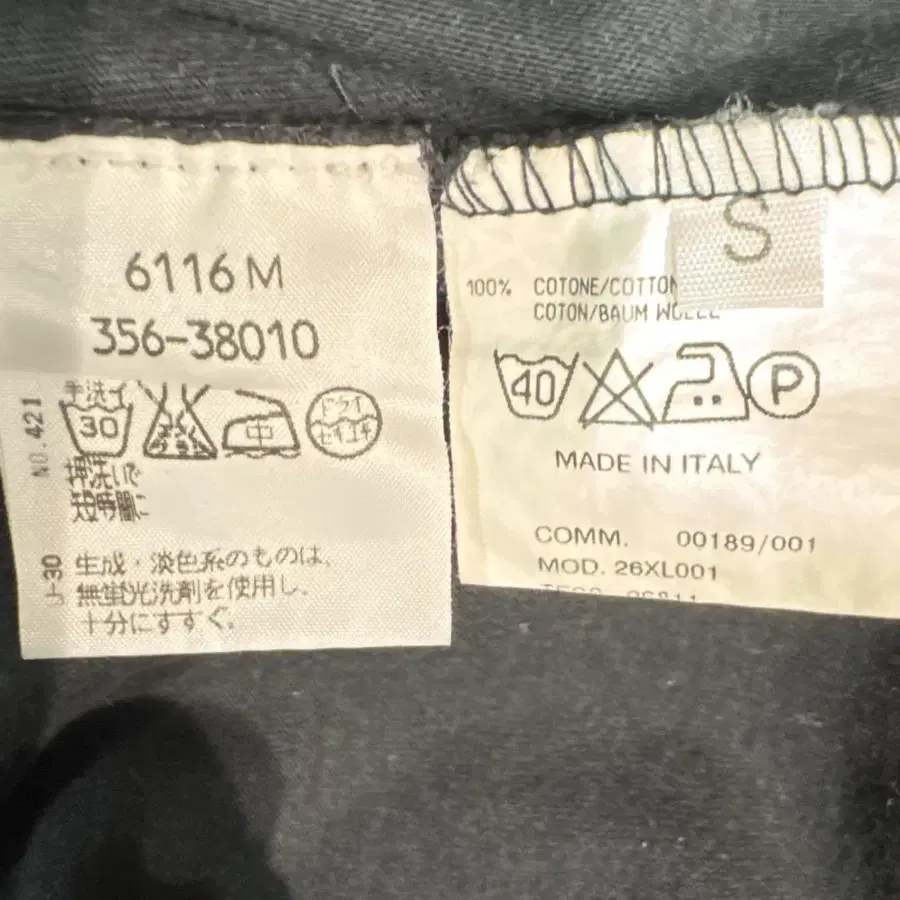 6116 M
356-38010
NO. 421
手洗イ
30
中
ドライ
セキユ系
押洗いで
短時間に
J-30
生成・淡色系のものは、
無蛍光洗剤を使用し、
十分にすすぐ。
S
100% COTONE/COTTON
COTON/BAUM WOLLE
40
P
MADE IN ITALY
COMM. 00189/001
MOD. 26XL001